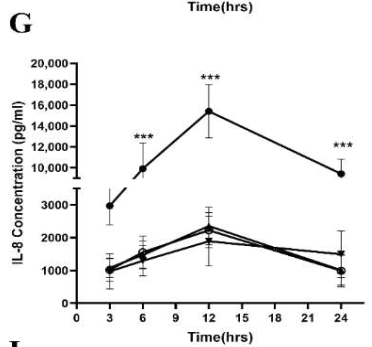 Time(hrs)
G
20,000
18,000
16,000
14,000
12,000
10,000
3000
2000
1000
0
IL-8 Concentration (pg/ml)
***
***
***
0 3 6 9 12 15 18 21 24
Time(hrs)